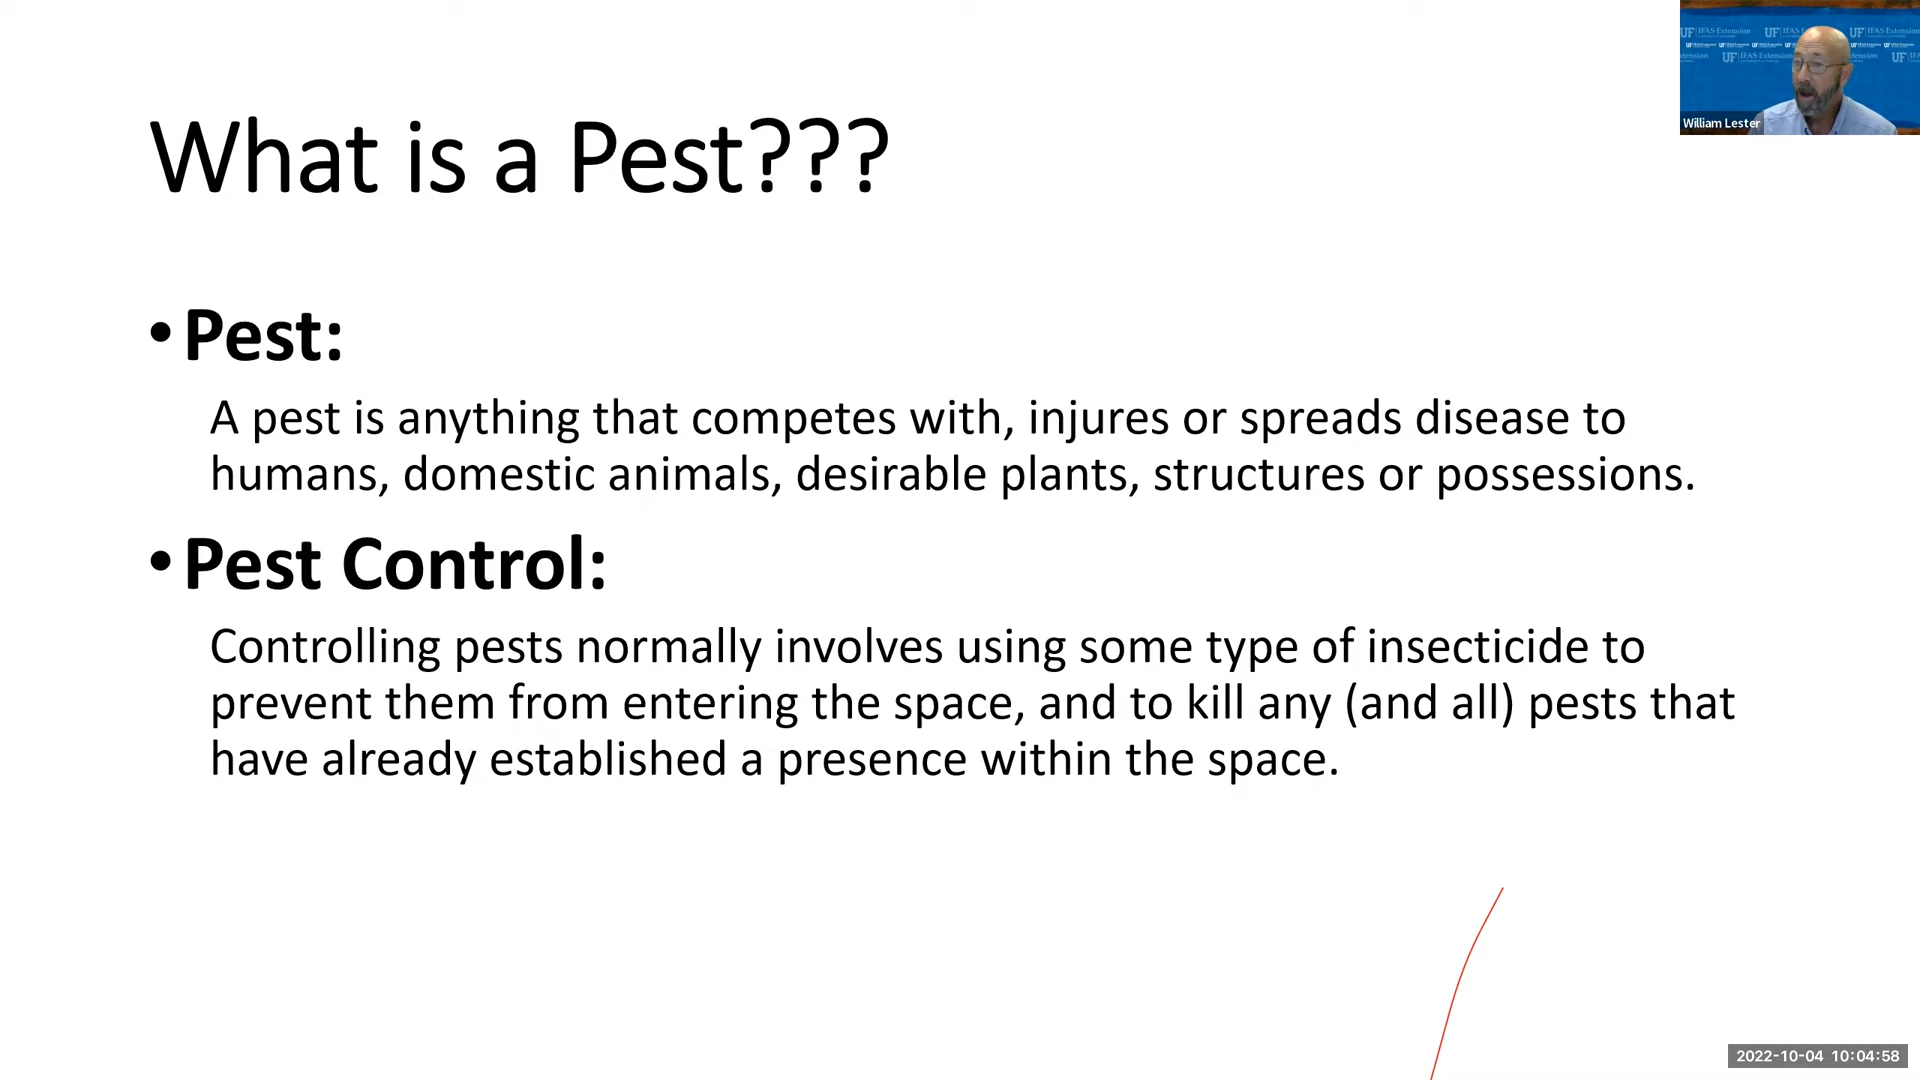 What is a Pest???
UF | IFAS Extension
William Lester
• Pest:
A pest is anything that competes with, injures or spreads disease to
humans, domestic animals, desirable plants, structures or possessions.
• Pest Control:
Controlling pests normally involves using some type of insecticide to
prevent them from entering the space, and to kill any (and all) pests that
have already established a presence within the space.
2022-10-04 10:04:58